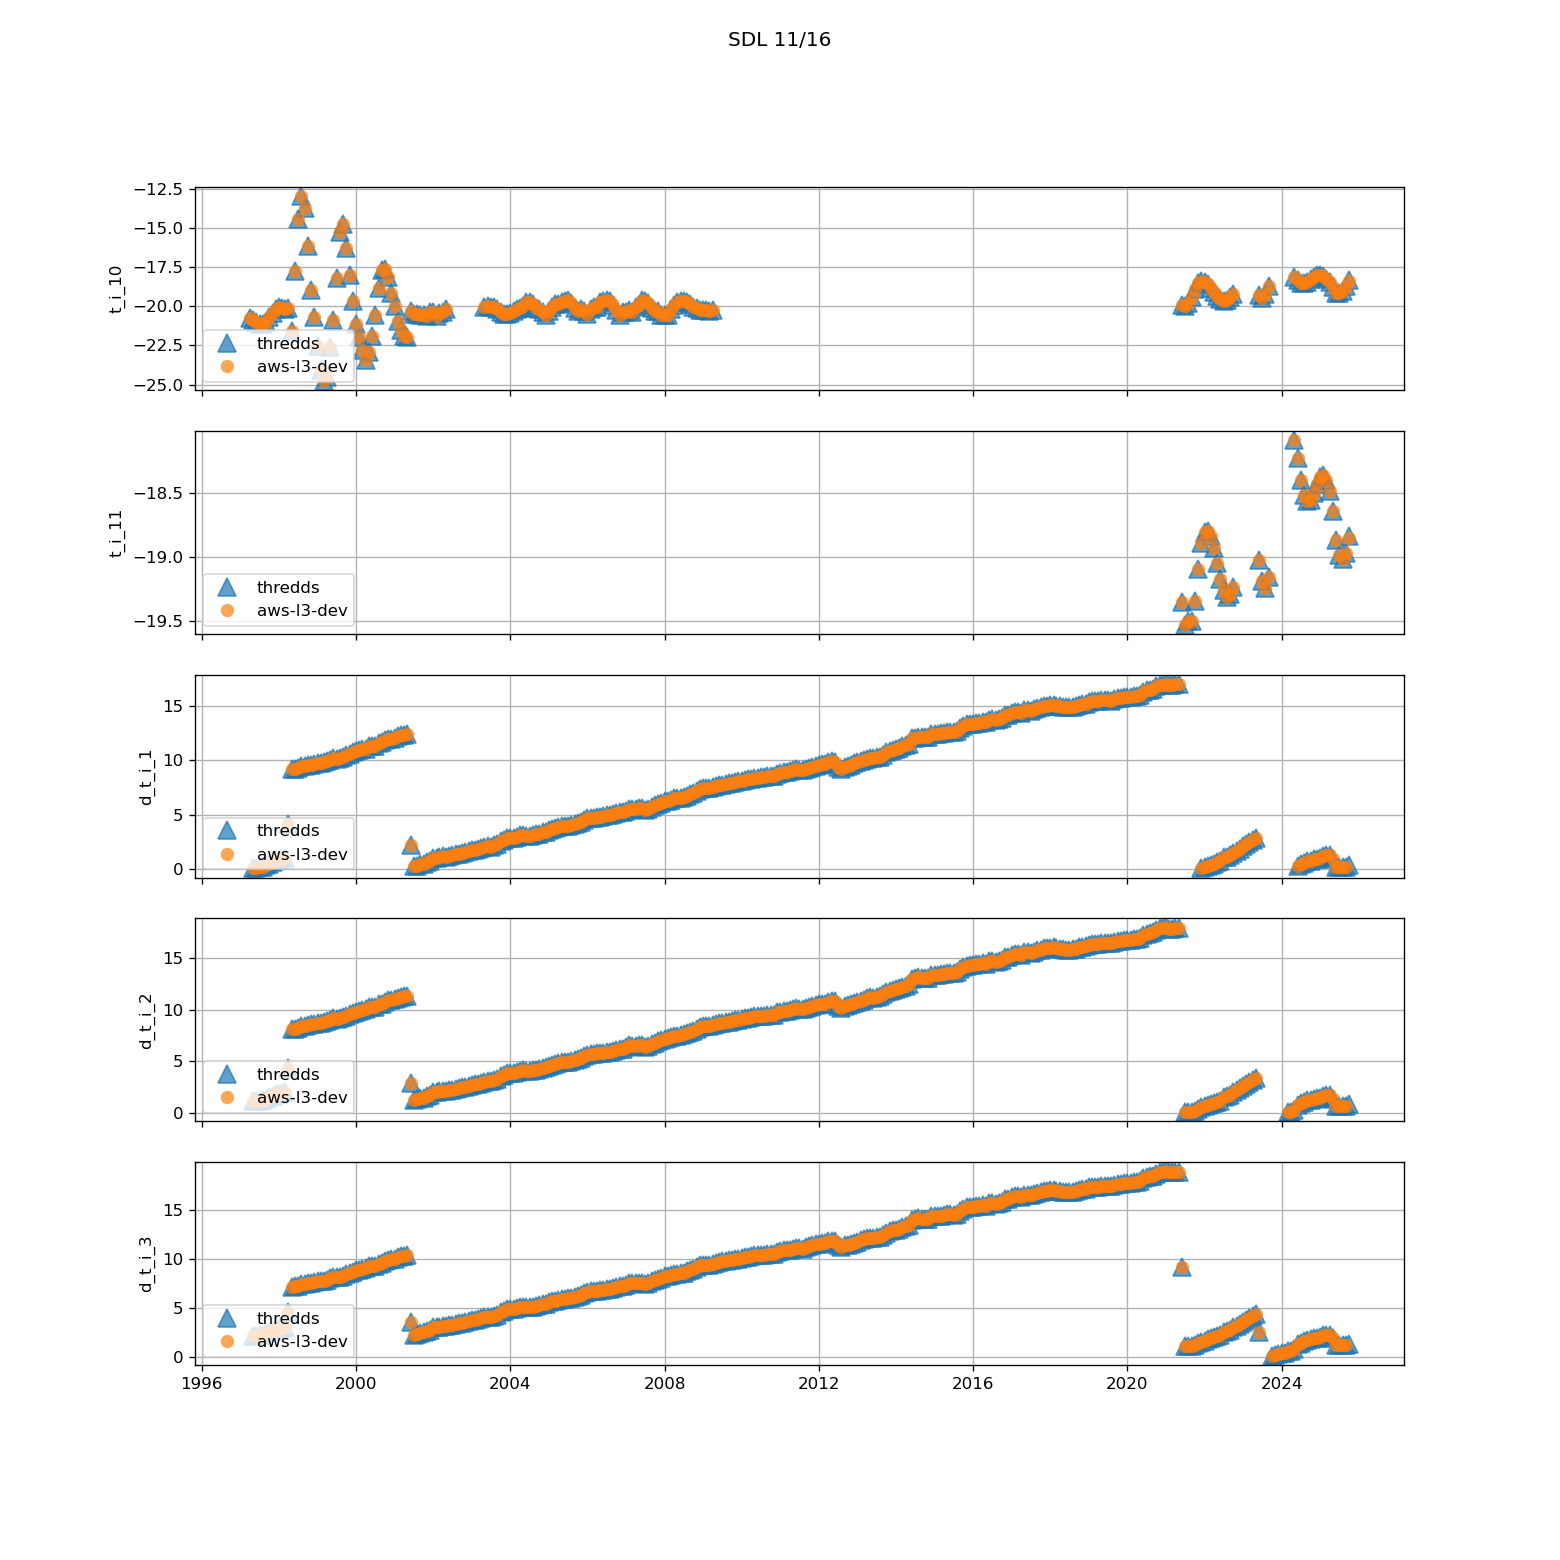 SDL 11/16
−12.5
−15.0
−17.5
−20.0
−22.5
−25.0
t_i_10
thredds
aws-l3-dev
−18.5
−19.0
−19.5
t_i_11
thredds
aws-l3-dev
15
10
5
0
d_t_i_1
thredds
aws-l3-dev
15
10
5
0
d_t_i_2
thredds
aws-l3-dev
15
10
5
0
d_t_i_3
thredds
aws-l3-dev
1996 2000 2004 2008 2012 2016 2020 2024